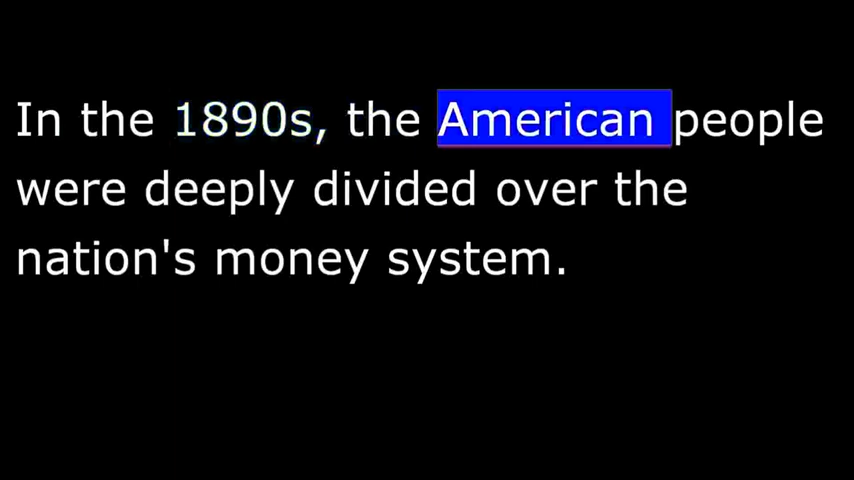 In the 1890s, the American people
were deeply divided over the
nation's money system.